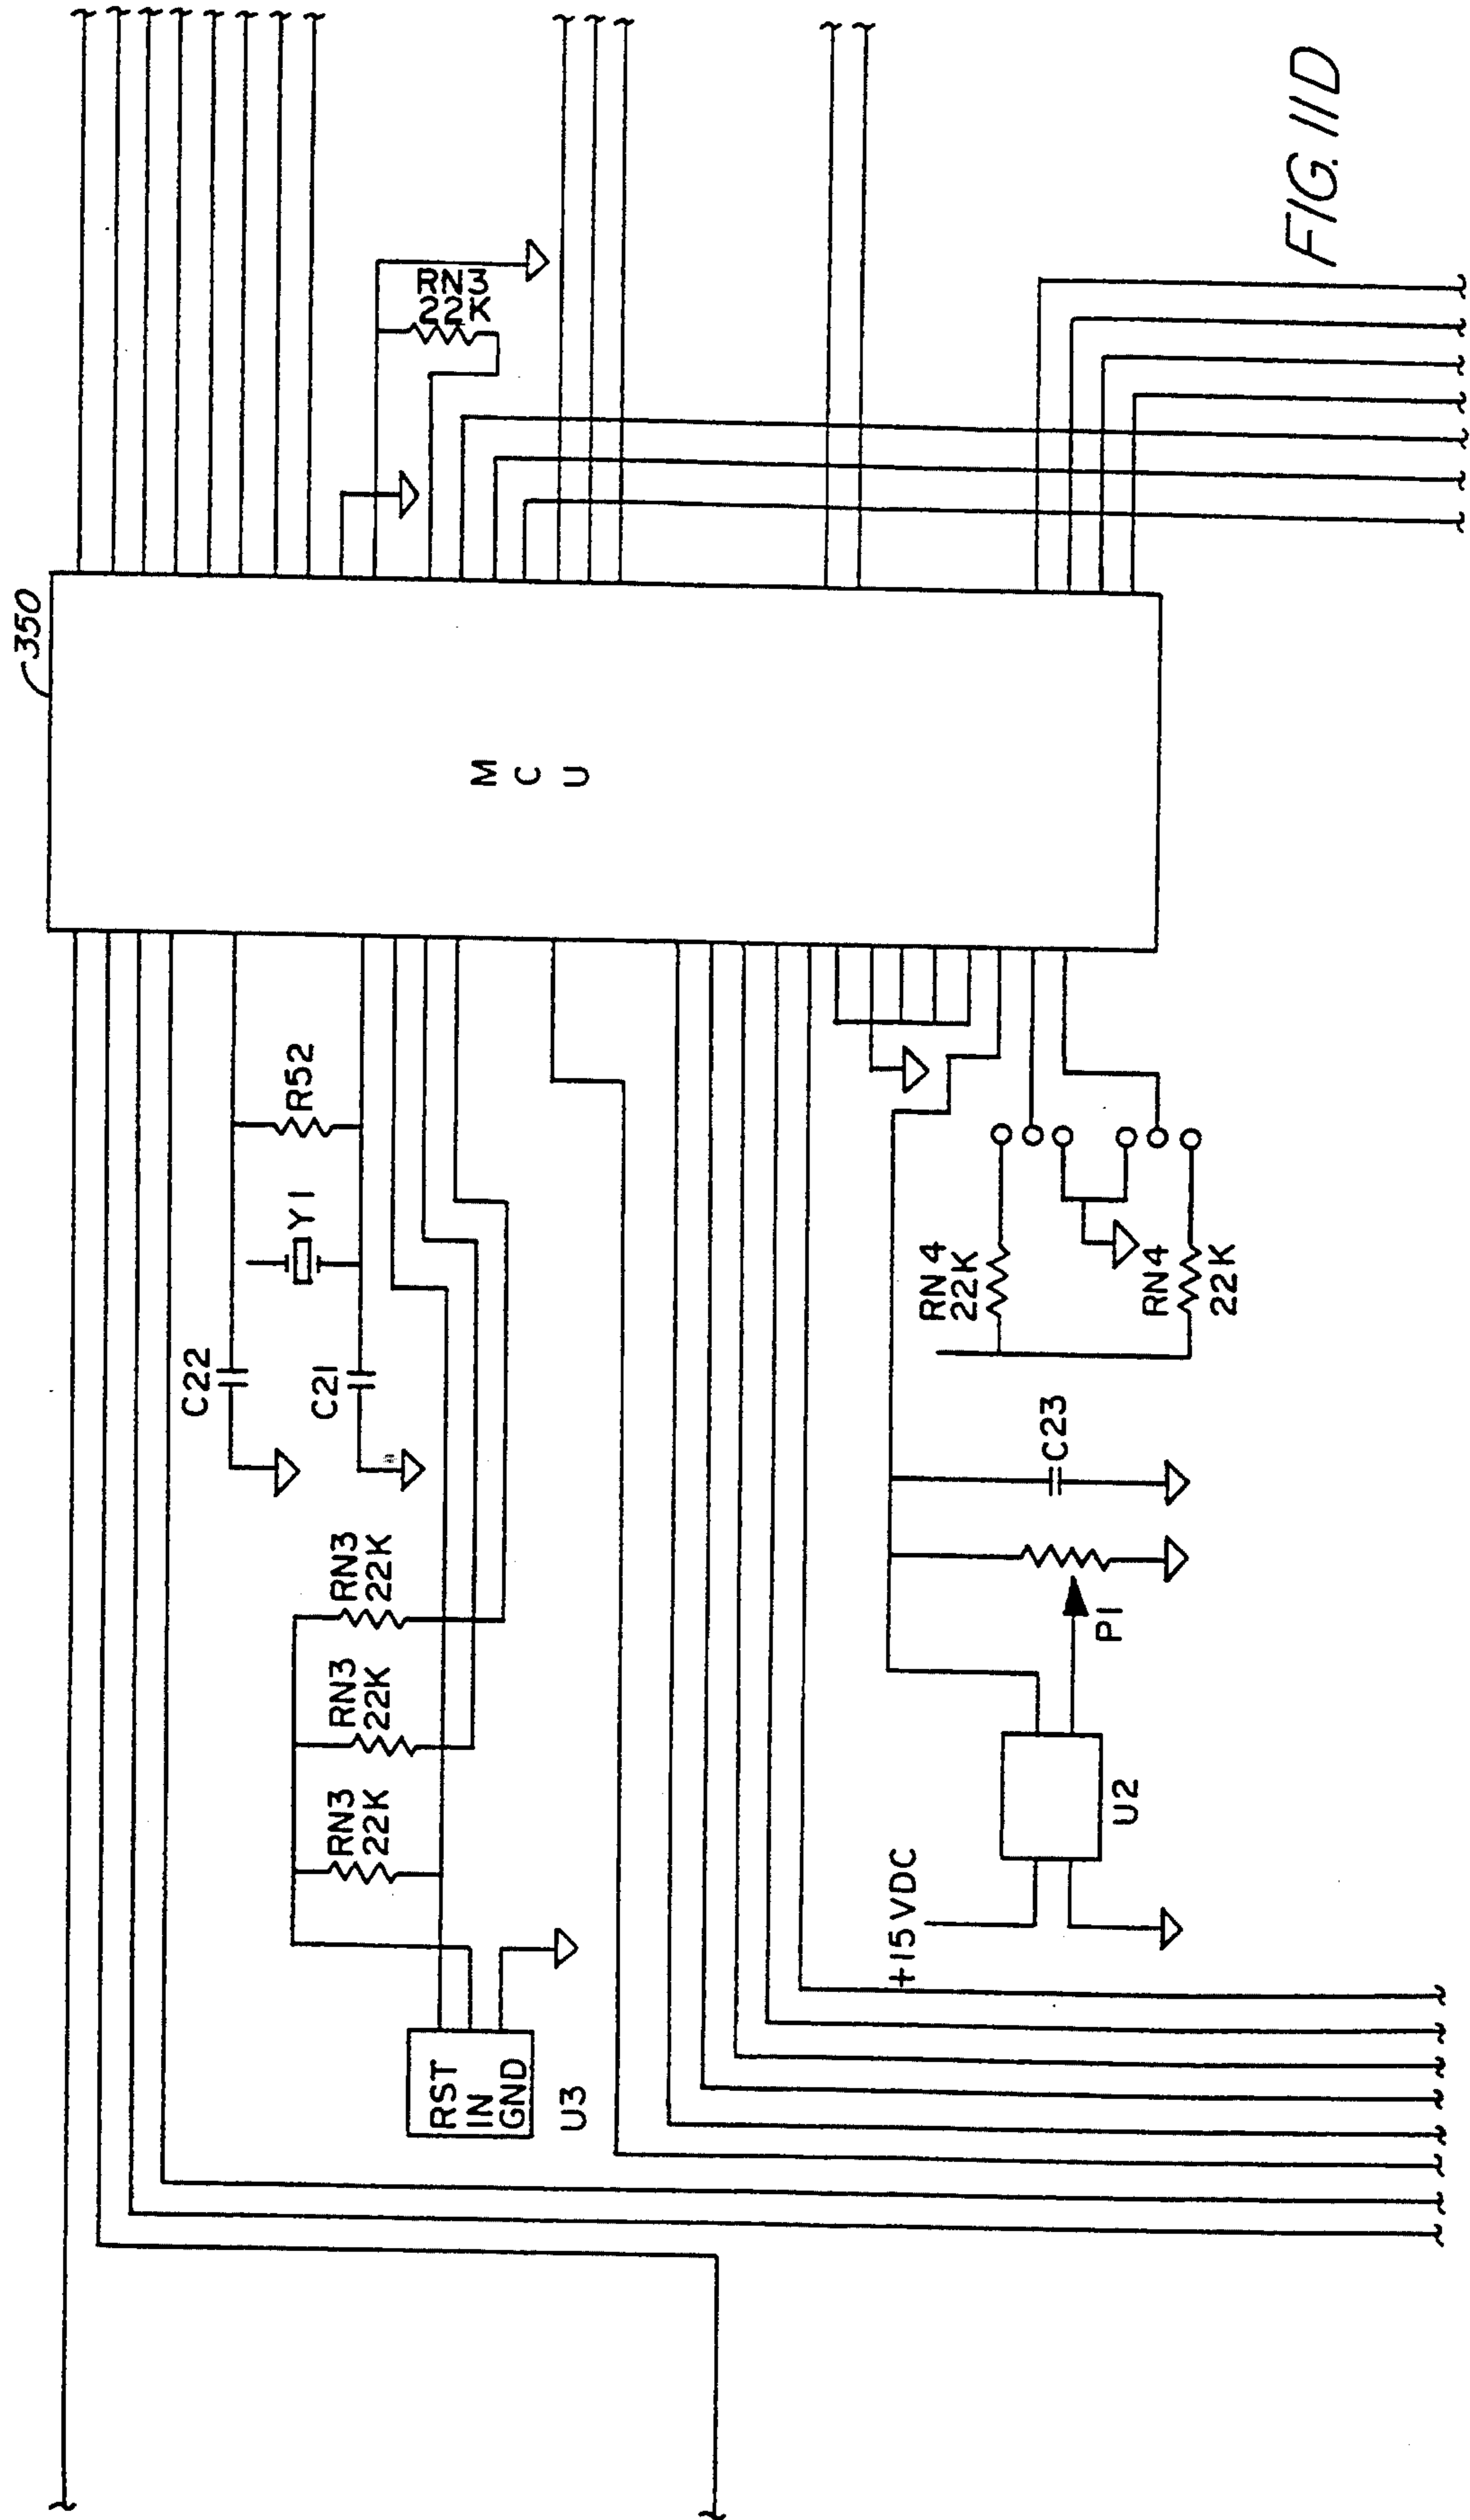 350
M
C
U
RN3
22K
R52
Y1
C22
C21
RN3
22K
RN3
22K
RN3
22K
RST
IN
GND
U3
RN4
22K
RN4
22K
C23
P1
U2
+15VDC
FIG. 11D